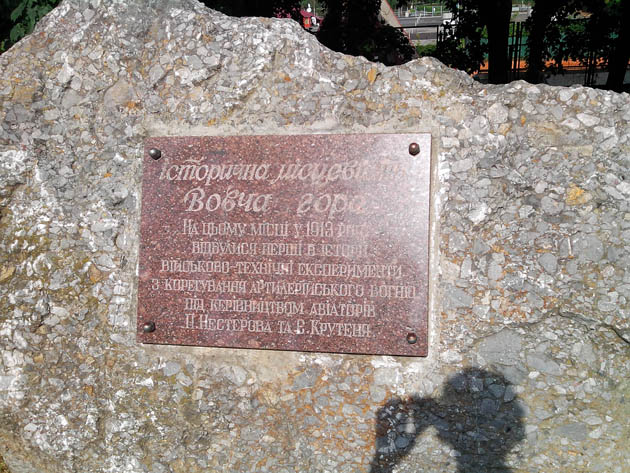 Історична місцевість
Вовча гора
На цьому місці у 1913 році
відбулися перші в історії
військово-технічні експерименти
з корегування артилерійського вогню
під керівництвом авіаторів
П. Нестерова та Є. Крутеня